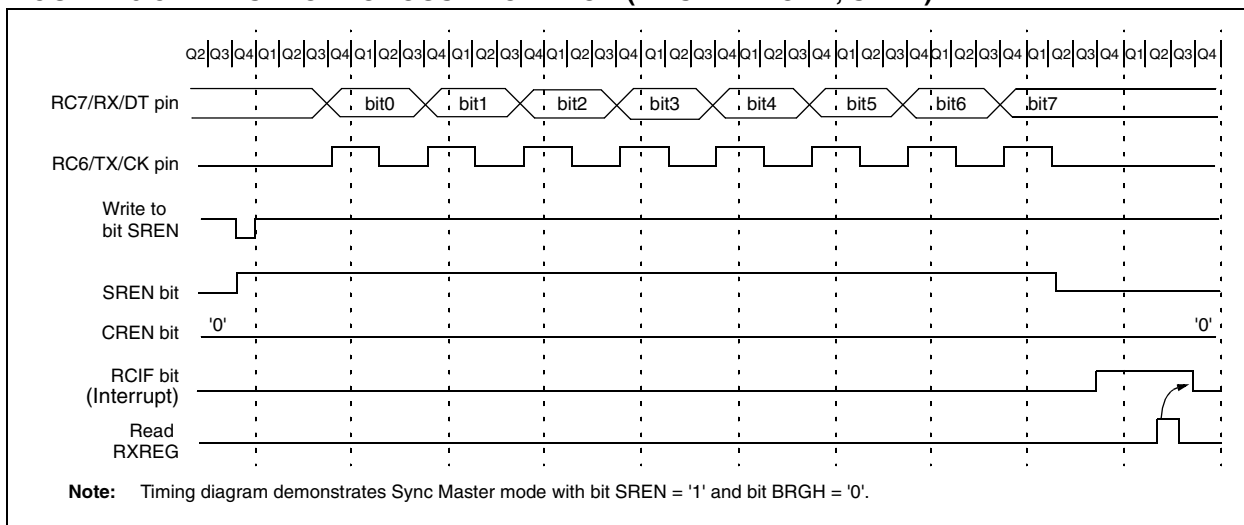 Q2 Q3 Q4 Q1 Q2 Q3 Q4 Q1 Q2 Q3 Q4 Q1 Q2 Q3 Q4 Q1 Q2 Q3 Q4 Q1 Q2 Q3 Q4 Q1 Q2 Q3 Q4 Q1 Q2 Q3 Q4 Q1 Q2 Q3 Q4 Q1 Q2 Q3 Q4 Q1 Q2 Q3 Q4
RC7/RX/DT pin bit0 bit1 bit2 bit3 bit4 bit5 bit6 bit7
RC6/TX/CK pin
Write to
bit SREN
SREN bit
CREN bit '0' '0'
RCIF bit
(Interrupt)
Read
RXREG
Note: Timing diagram demonstrates Sync Master mode with bit SREN = '1' and bit BRGH = '0'.